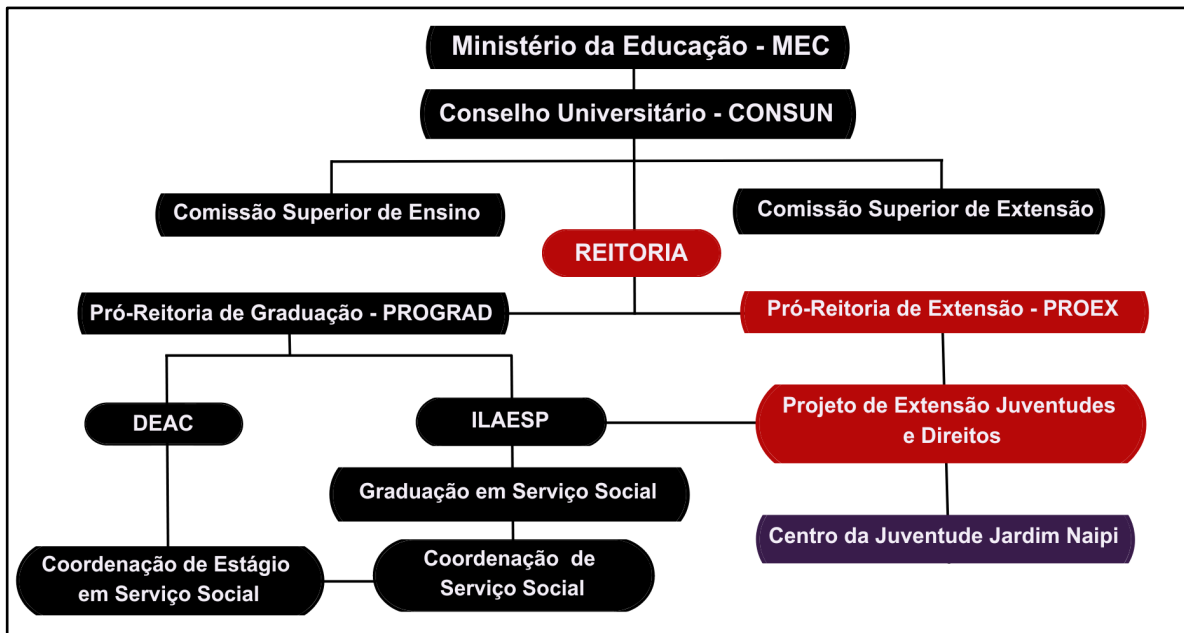 Ministério da Educação - MEC
Conselho Universitário - CONSUN
Comissão Superior de Ensino
Comissão Superior de Extensão
REITORIA
Pró-Reitoria de Graduação - PROGRAD
Pró-Reitoria de Extensão - PROEX
DEAC
ILAESP
Projeto de Extensão Juventudes
e Direitos
Graduação em Serviço Social
Centro da Juventude Jardim Naipi
Coordenação de Estágio
em Serviço Social
Coordenação de
Serviço Social